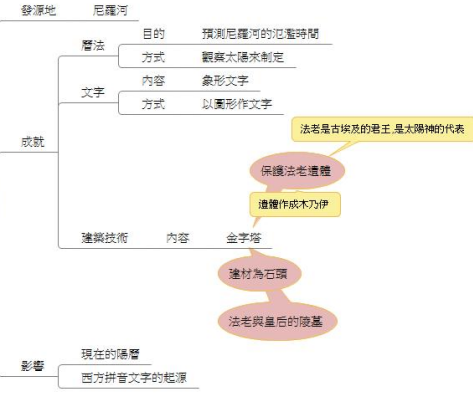 發源地 尼羅河
曆法 目的 預測尼羅河的氾濫時間
方式 觀察太陽來制定
文字 內容 象形文字
方式 以圖形作文字
成就
法老是古埃及的君王,是太陽神的代表
保護法老遺體
遺體作成木乃伊
建築技術 內容 金字塔
建材為石頭
法老與皇后的陵墓
影響
現在的陽曆
西方拼音文字的起源